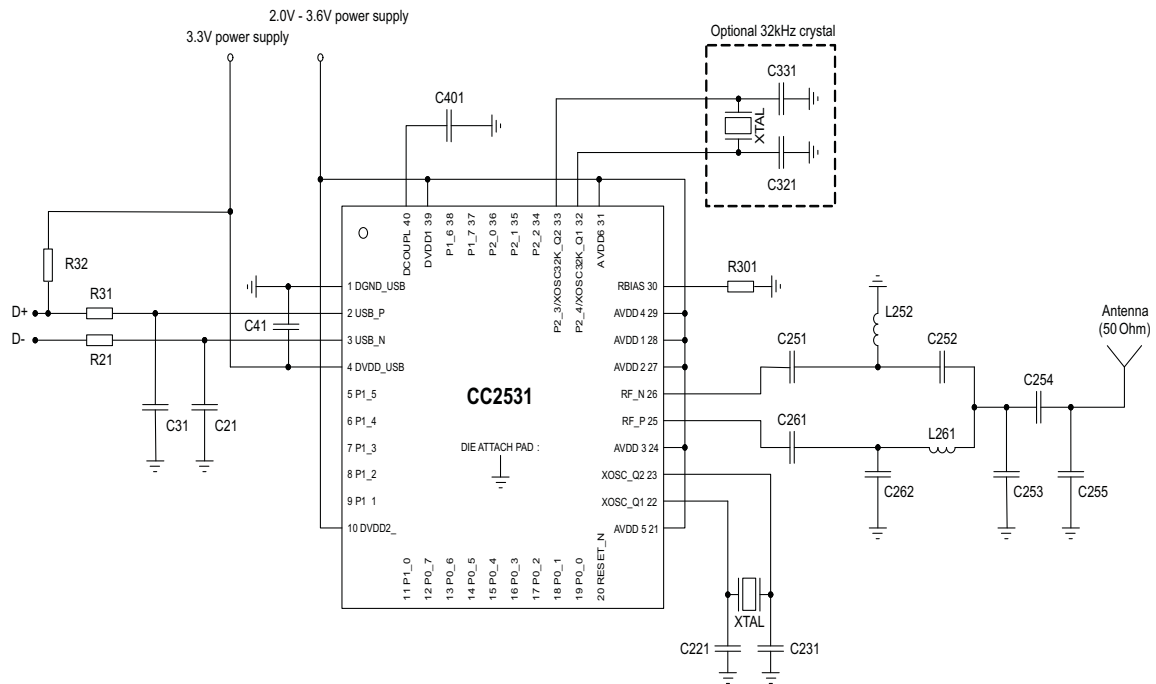 2.0V - 3.6V power supply
3.3V power supply
Optional 32kHz crystal
C331
XTAL
C321
C401
DCOUPL 40
DVDD1 39
P1_6 38
P1_7 37
P2_0 36
P2_1 35
P2_2 34
P2_3/XOSC32K_Q2 33
P2_4/XOSC32K_Q1 32
AVDD6 31
R32
D+
R31
D-
R21
C41
C31
C21
1 DGND_USB
2 USB_P
3 USB_N
4 DVDD_USB
5 P1_5
6 P1_4
7 P1_3
8 P1_2
9 P1 1
10 DVDD2_
CC2531
DIE ATTACH PAD :
RBIAS 30
AVDD 4 29
AVDD 1 28
AVDD 2 27
RF_N 26
RF_P 25
AVDD 3 24
XOSC_Q2 23
XOSC_Q1 22
AVDD 5 21
11 P1_0
12 P0_7
13 P0_6
14 P0_5
15 P0_4
16 P0_3
17 P0_2
18 P0_1
19 P0_0
20 RESET_N
R301
L252
C251
C252
Antenna
(50 Ohm)
C254
C261
L261
C262
C253
C255
XTAL
C221
C231